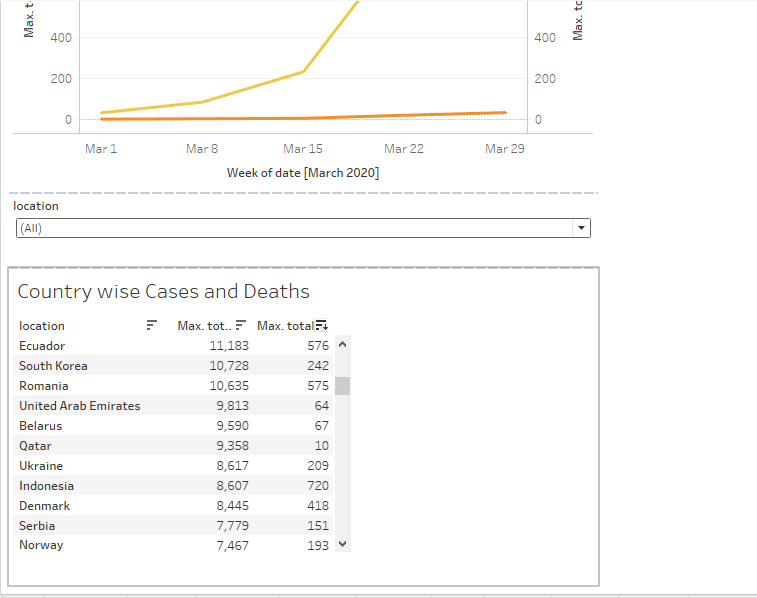 Max. t
Max. to
400
400
200
200
0
0
Mar 1 Mar 8 Mar 15 Mar 22 Mar 29
Week of date [March 2020]
location
(All)
Country wise Cases and Deaths
location Max. tot.. Max. total
Ecuador 11,183 576
South Korea 10,728 242
Romania 10,635 575
United Arab Emirates 9,813 64
Belarus 9,590 67
Qatar 9,358 10
Ukraine 8,617 209
Indonesia 8,607 720
Denmark 8,445 418
Serbia 7,779 151
Norway 7,467 193